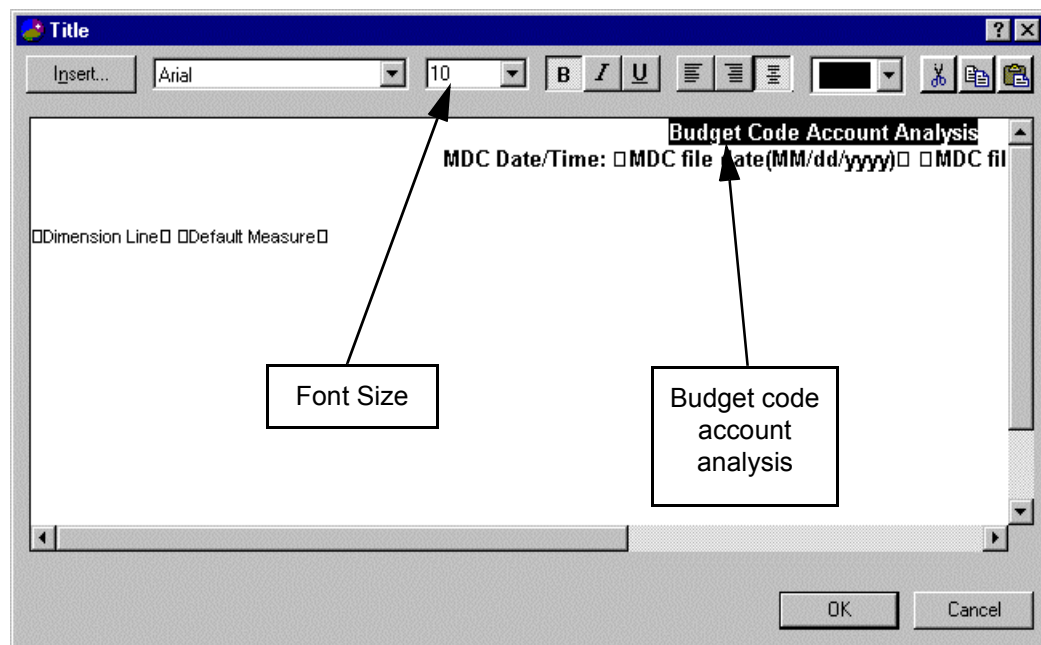 Title
Insert... Arial 10 B I U
Budget Code Account Analysis
MDC Date/Time: □MDC file date(MM/dd/yyyy)□ □MDC fil
□Dimension Line□ □Default Measure□
Font Size
Budget code
account
analysis
OK Cancel